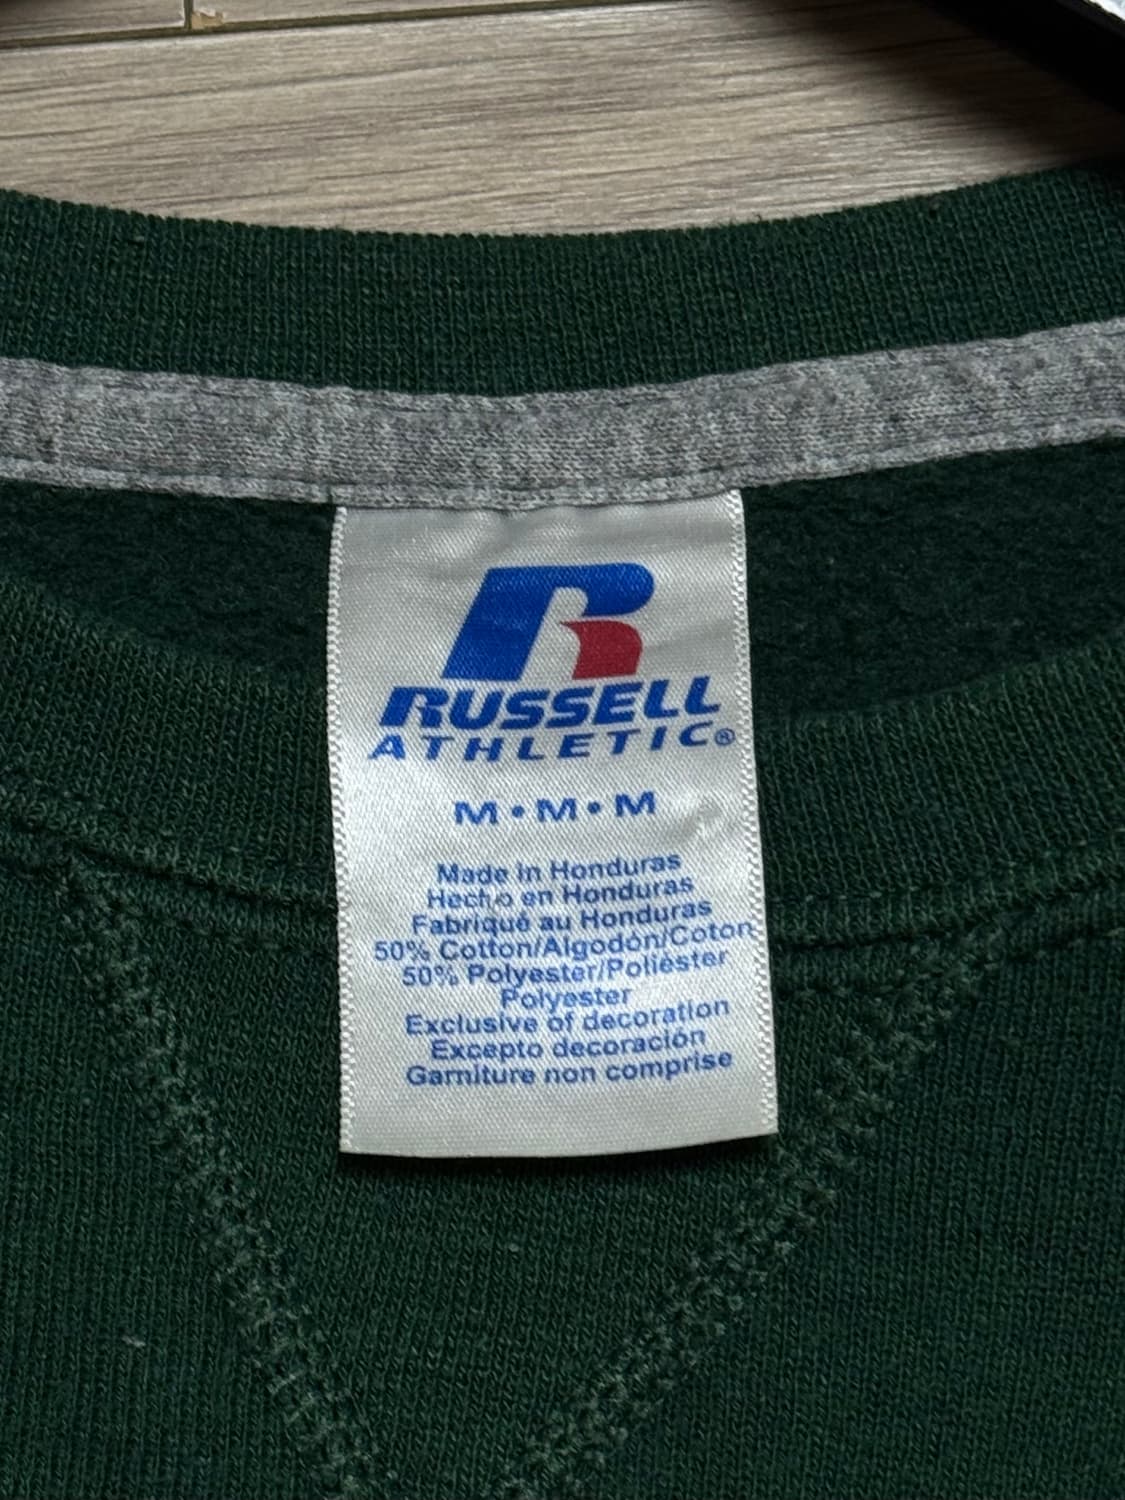 R
RUSSELL
ATHLETIC®
M • M • M
Made in Honduras
Hecho en Honduras
Fabriqué au Honduras
50% Cotton/Algodón/Coton
50% Polyester/Poliéster
Polyester
Exclusive of decoration
Excepto decoración
Garniture non comprise